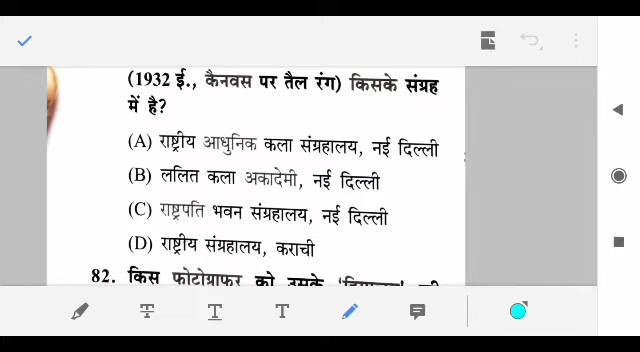 (1932 ई., कैनवस पर तैल रंग) किसके संग्रह
में है?
(A) राष्ट्रीय आधुनिक कला संग्रहालय, नई दिल्ली
(B) ललित कला अकादेमी, नई दिल्ली
(C) राष्ट्रपति भवन संग्रहालय, नई दिल्ली
(D) राष्ट्रीय संग्रहालय, कराची
82. किस फोटोग्राफर को उसके